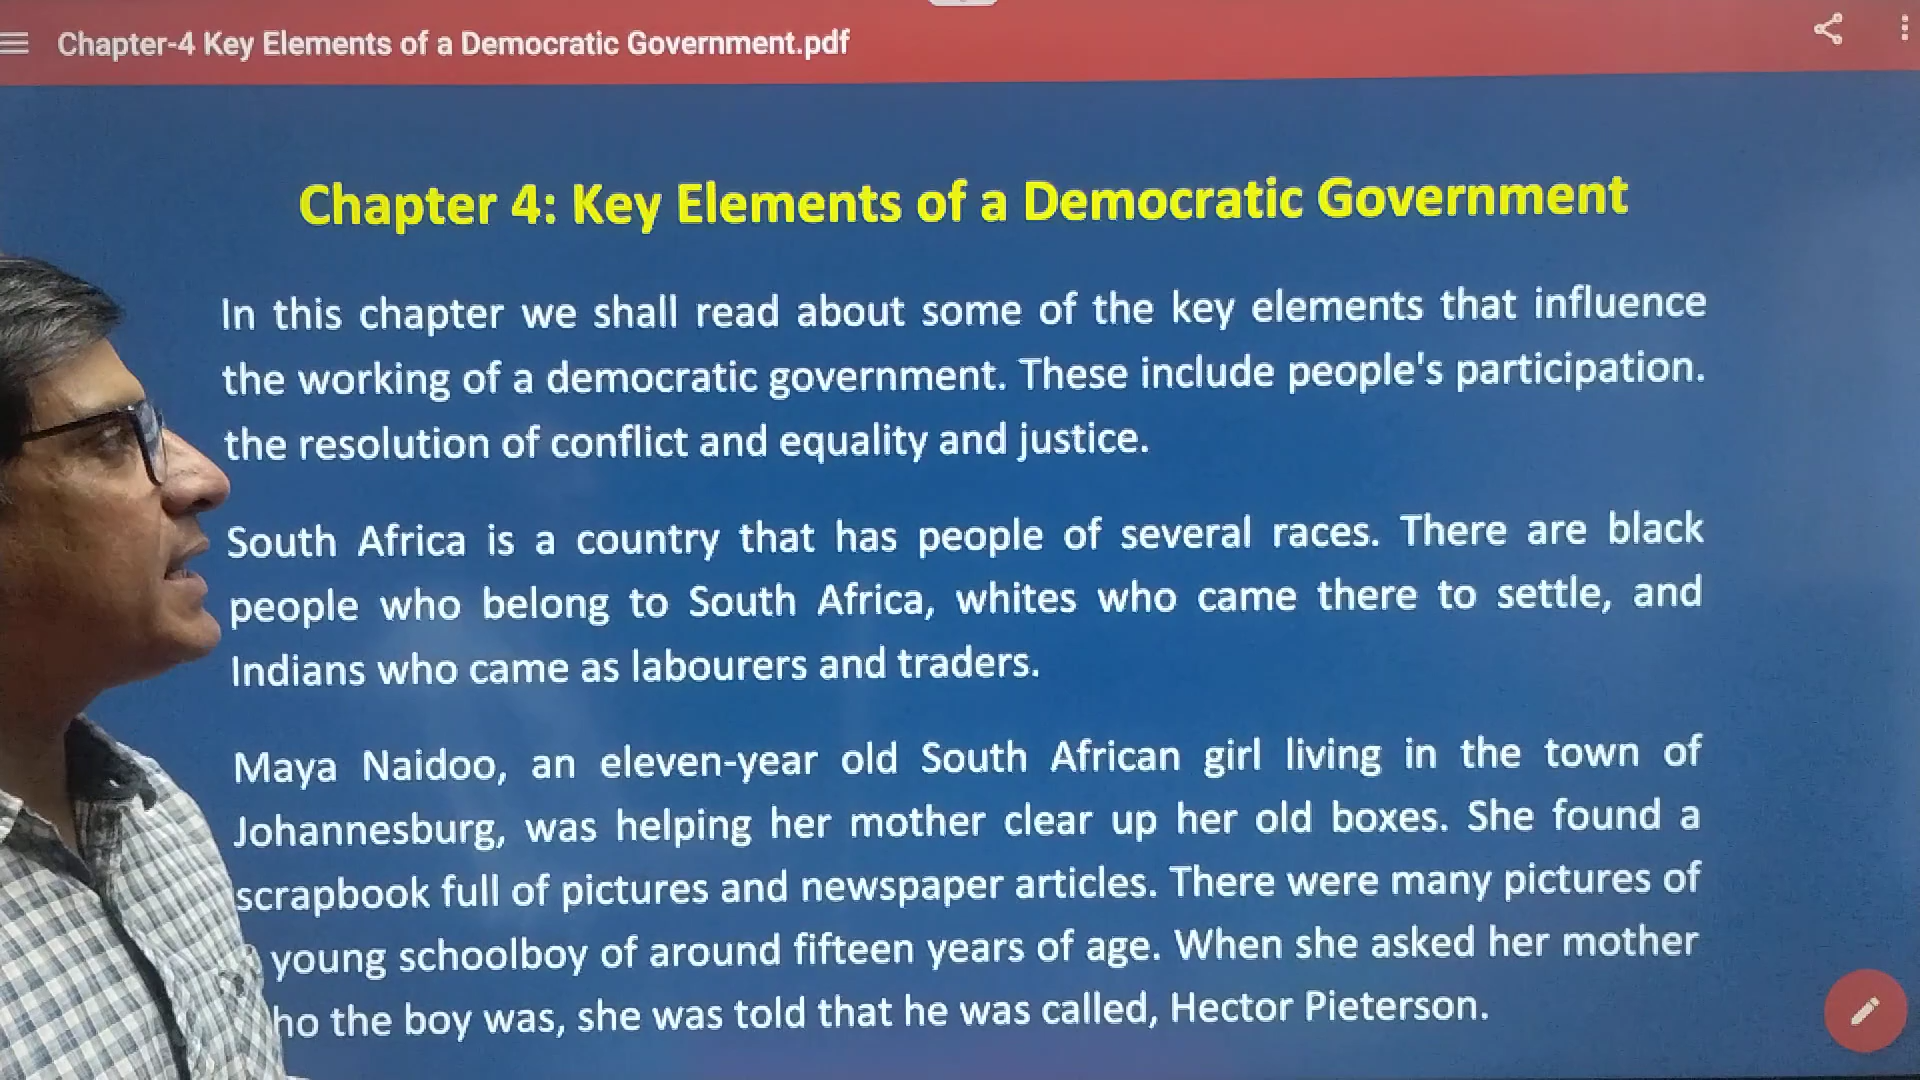 Chapter-4 Key Elements of a Democratic Government.pdf
Chapter 4: Key Elements of a Democratic Government
In this chapter we shall read about some of the key elements that influence
the working of a democratic government. These include people's participation.
the resolution of conflict and equality and justice.
South Africa is a country that has people of several races. There are black
people who belong to South Africa, whites who came there to settle, and
Indians who came as labourers and traders.
Maya Naidoo, an eleven-year old South African girl living in the town of
Johannesburg, was helping her mother clear up her old boxes. She found a
scrapbook full of pictures and newspaper articles. There were many pictures of
young schoolboy of around fifteen years of age. When she asked her mother
ho the boy was, she was told that he was called, Hector Pieterson.